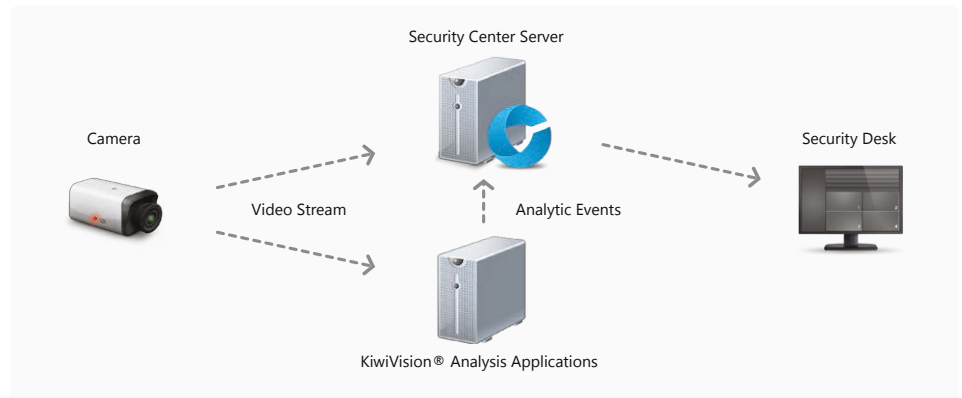 Security Center Server
Camera
Security Desk
Video Stream
Analytic Events
KiwiVision® Analysis Applications